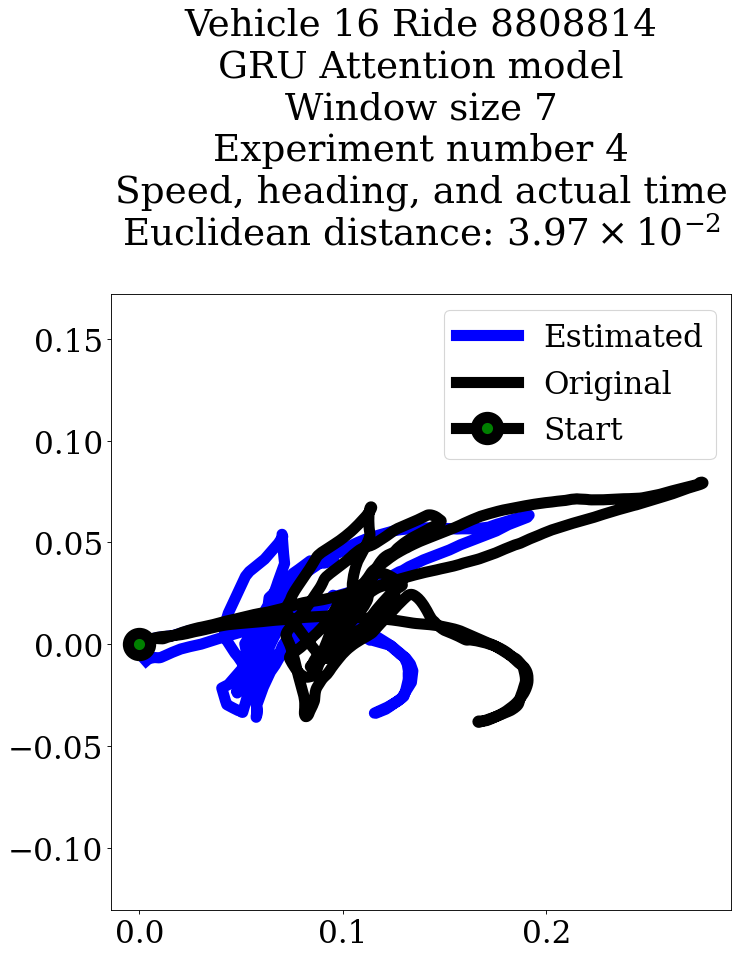 Vehicle 16 Ride 8808814
GRU Attention model
Window size 7
Experiment number 4
Speed, heading, and actual time
Euclidean distance: 3.97 × 10⁻²
Estimated
Original
Start
0.15
0.10
0.05
0.00
−0.05
−0.10
0.0 0.1 0.2